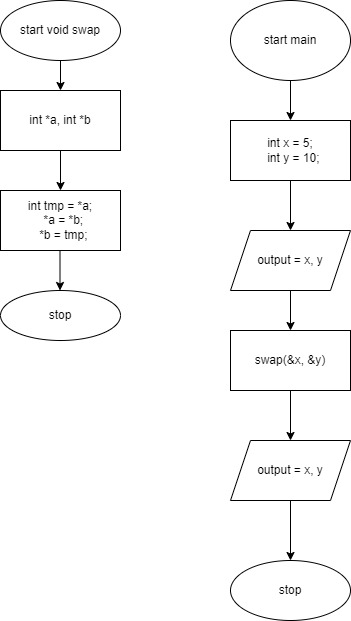 start void swap
int *a, int *b
int tmp = *a;
*a = *b;
*b = tmp;
stop
start main
int x = 5;
int y = 10;
output = x, y
swap(&x, &y)
output = x, y
stop